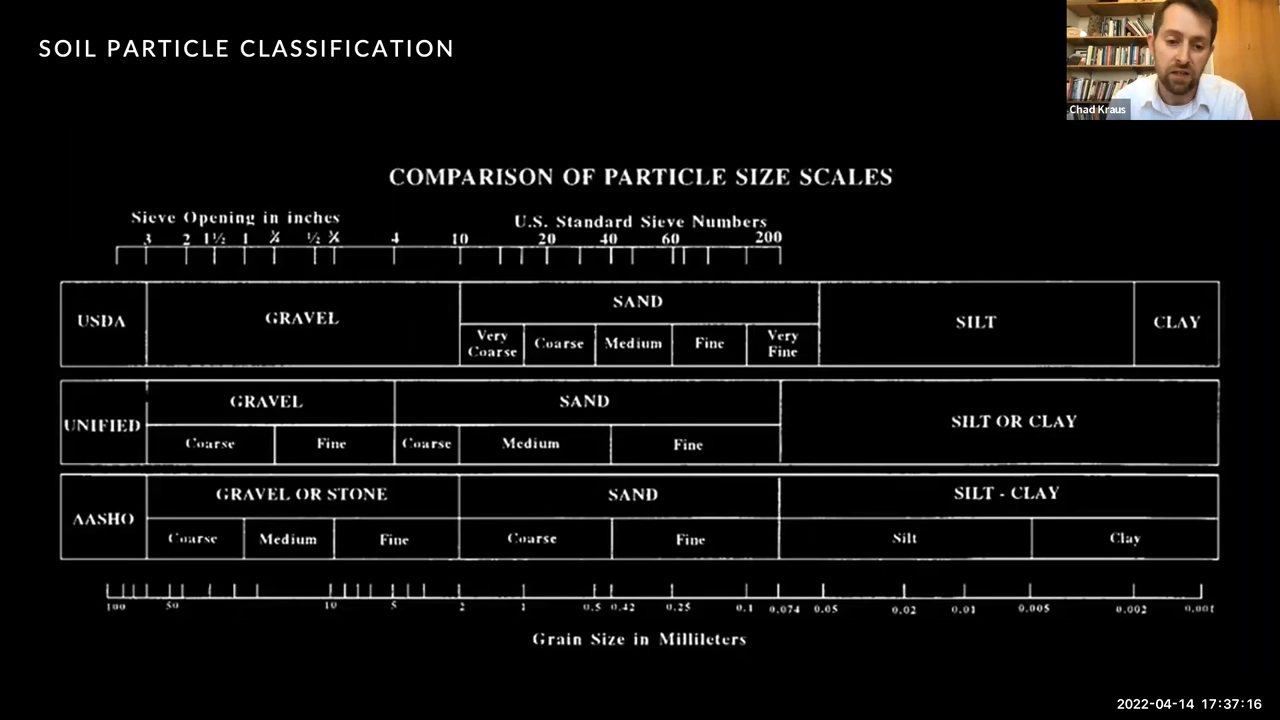 SOIL PARTICLE CLASSIFICATION
Chad Kraus
COMPARISON OF PARTICLE SIZE SCALES
Sieve Opening in inches
U.S. Standard Sieve Numbers
3 2 1½ 1 ¾ ½ ⅜ 4 10 20 40 60 200
USDA
GRAVEL
SAND
Very Coarse
Coarse
Medium
Fine
Very Fine
SILT
CLAY
UNIFIED
GRAVEL
Coarse
Fine
SAND
Coarse
Medium
Fine
SILT OR CLAY
AASHO
GRAVEL OR STONE
Coarse
Medium
Fine
SAND
Coarse
Fine
SILT - CLAY
Silt
Clay
100 50 10 5 2 1 0.5 0.42 0.25 0.1 0.074 0.05 0.02 0.01 0.005 0.002 0.001
Grain Size in Millileters
2022-04-14 17:37:16